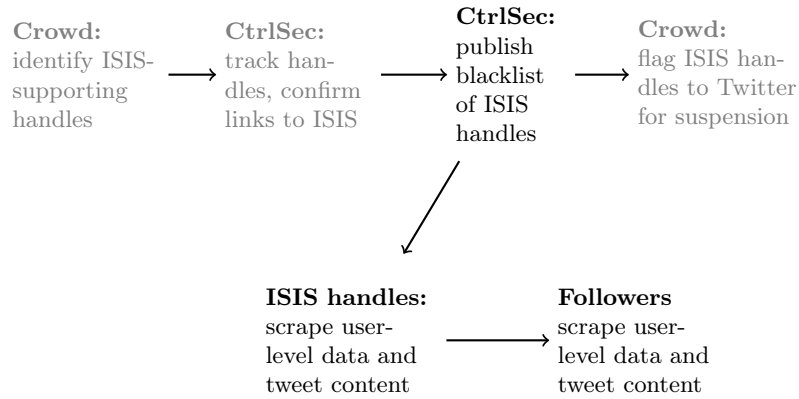 Crowd:
identify ISIS-
supporting
handles
CtrlSec:
track han-
dles, confirm
links to ISIS
CtrlSec:
publish
blacklist
of ISIS
handles
Crowd:
flag ISIS han-
dles to Twitter
for suspension
ISIS handles:
scrape user-
level data and
tweet content
Followers
scrape user-
level data and
tweet content